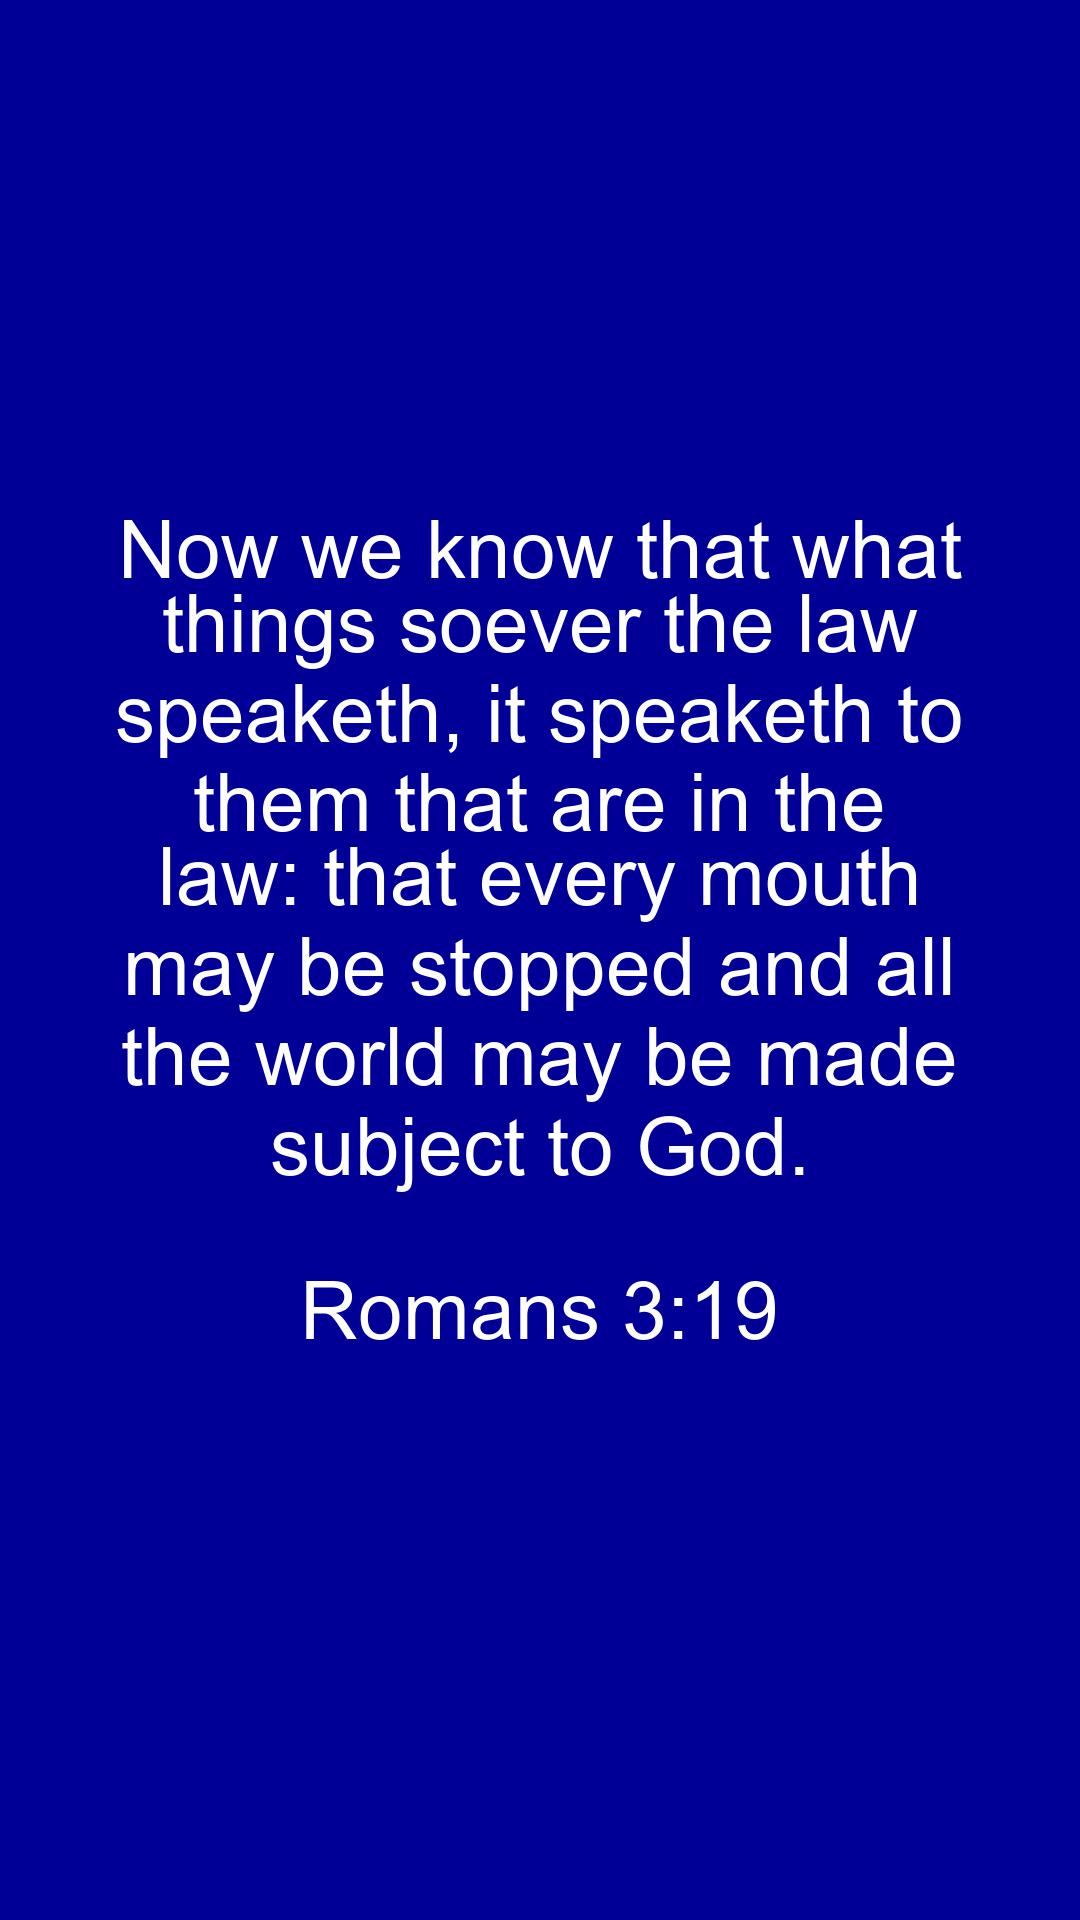 Now we know that what
things soever the law
speaketh, it speaketh to
them that are in the
law: that every mouth
may be stopped and all
the world may be made
subject to God.
Romans 3:19